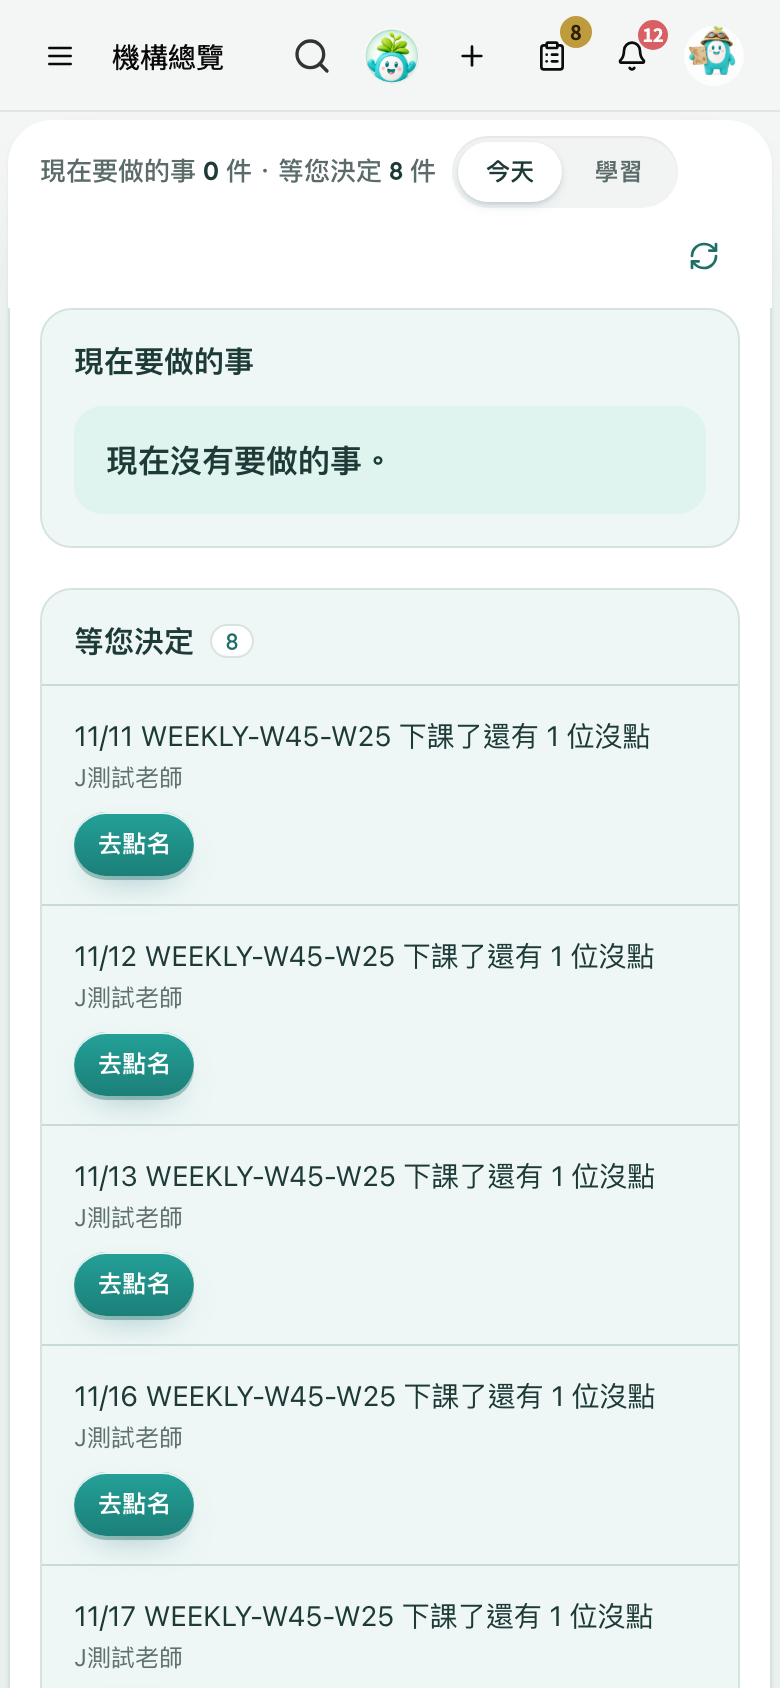 機構總覽
8
12
現在要做的事 0 件 · 等您決定 8 件
今天
學習
現在要做的事
現在沒有要做的事。
等您決定 8
11/11 WEEKLY-W45-W25 下課了還有 1 位沒點
J測試老師
去點名
11/12 WEEKLY-W45-W25 下課了還有 1 位沒點
J測試老師
去點名
11/13 WEEKLY-W45-W25 下課了還有 1 位沒點
J測試老師
去點名
11/16 WEEKLY-W45-W25 下課了還有 1 位沒點
J測試老師
去點名
11/17 WEEKLY-W45-W25 下課了還有 1 位沒點
J測試老師